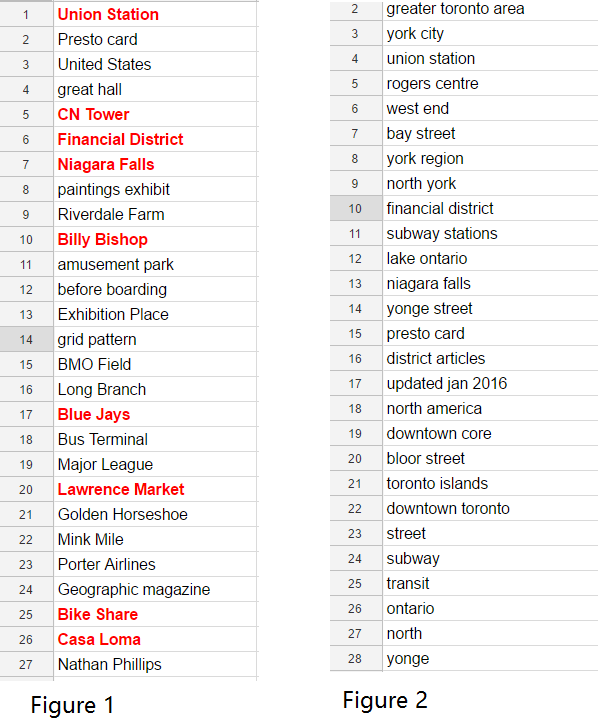 1 Union Station
2 Presto card
3 United States
4 great hall
5 CN Tower
6 Financial District
7 Niagara Falls
8 paintings exhibit
9 Riverdale Farm
10 Billy Bishop
11 amusement park
12 before boarding
13 Exhibition Place
14 grid pattern
15 BMO Field
16 Long Branch
17 Blue Jays
18 Bus Terminal
19 Major League
20 Lawrence Market
21 Golden Horseshoe
22 Mink Mile
23 Porter Airlines
24 Geographic magazine
25 Bike Share
26 Casa Loma
27 Nathan Phillips
Figure 1
2 greater toronto area
3 york city
4 union station
5 rogers centre
6 west end
7 bay street
8 york region
9 north york
10 financial district
11 subway stations
12 lake ontario
13 niagara falls
14 yonge street
15 presto card
16 district articles
17 updated jan 2016
18 north america
19 downtown core
20 bloor street
21 toronto islands
22 downtown toronto
23 street
24 subway
25 transit
26 ontario
27 north
28 yonge
Figure 2